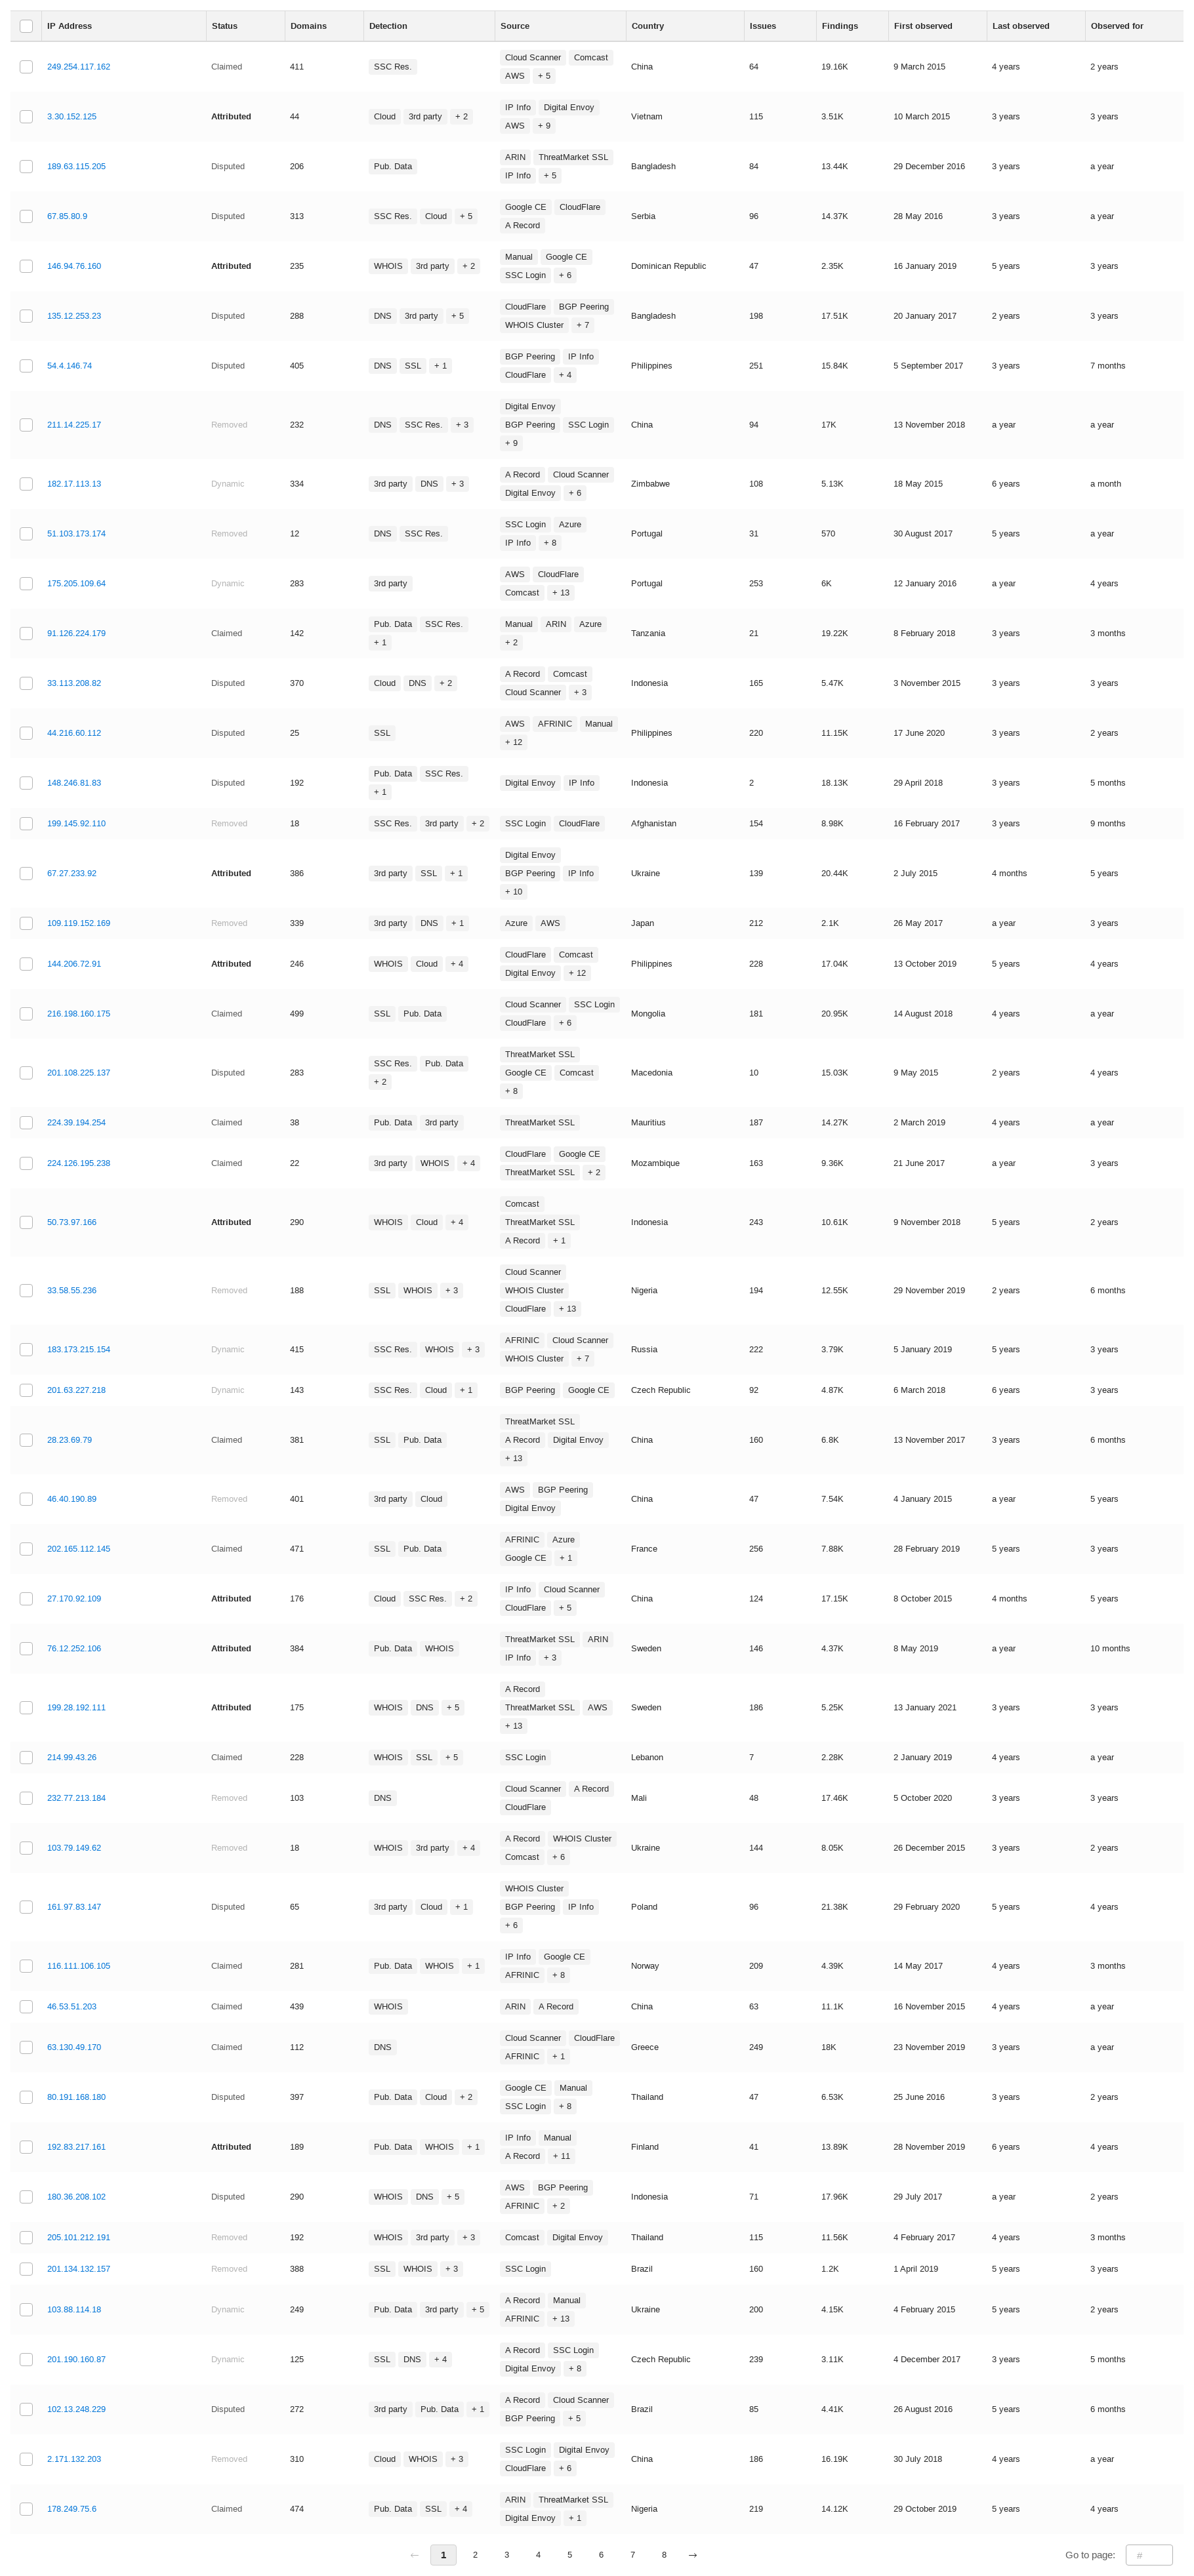 IP Address Status Domains Detection Source Country Issues Findings First observed Last observed Observed for
249.254.117.162 Claimed 411 SSC Res. Cloud Scanner Comcast AWS + 5 China 64 19.16K 9 March 2015 4 years 2 years
3.30.152.125 Attributed 44 Cloud 3rd party + 2 IP Info Digital Envoy AWS + 9 Vietnam 115 3.51K 10 March 2015 3 years 3 years
189.63.115.205 Disputed 206 Pub. Data ARIN ThreatMarket SSL IP Info + 5 Bangladesh 84 13.44K 29 December 2016 3 years a year
67.85.80.9 Disputed 313 SSC Res. Cloud + 5 Google CE CloudFlare A Record Serbia 96 14.37K 28 May 2016 3 years a year
146.94.76.160 Attributed 235 WHOIS 3rd party + 2 Manual Google CE SSC Login + 6 Dominican Republic 47 2.35K 16 January 2019 5 years 3 years
135.12.253.23 Disputed 288 DNS 3rd party + 5 CloudFlare BGP Peering WHOIS Cluster + 7 Bangladesh 198 17.51K 20 January 2017 2 years 3 years
54.4.146.74 Disputed 405 DNS SSL + 1 BGP Peering IP Info CloudFlare + 4 Philippines 251 15.84K 5 September 2017 3 years 7 months
211.14.225.17 Removed 232 DNS SSC Res. + 3 Digital Envoy BGP Peering SSC Login + 9 China 94 17K 13 November 2018 a year a year
182.17.113.13 Dynamic 334 3rd party DNS + 3 A Record Cloud Scanner Digital Envoy + 6 Zimbabwe 108 5.13K 18 May 2015 6 years a month
51.103.173.174 Removed 12 DNS SSC Res. SSC Login Azure IP Info + 8 Portugal 31 570 30 August 2017 5 years a year
175.205.109.64 Dynamic 283 3rd party AWS CloudFlare Comcast + 13 Portugal 253 6K 12 January 2016 a year 4 years
91.126.224.179 Claimed 142 Pub. Data SSC Res. + 1 Manual ARIN Azure + 2 Tanzania 21 19.22K 8 February 2018 3 years 3 months
33.113.208.82 Disputed 370 Cloud DNS + 2 A Record Comcast Cloud Scanner + 3 Indonesia 165 5.47K 3 November 2015 3 years 3 years
44.216.60.112 Disputed 25 SSL AWS AFRINIC Manual + 12 Philippines 220 11.15K 17 June 2020 3 years 2 years
148.246.81.83 Disputed 192 Pub. Data SSC Res. + 1 Digital Envoy IP Info Indonesia 2 18.13K 29 April 2018 3 years 5 months
199.145.92.110 Removed 18 SSC Res. 3rd party + 2 SSC Login CloudFlare Afghanistan 154 8.98K 16 February 2017 3 years 9 months
67.27.233.92 Attributed 386 3rd party SSL + 1 Digital Envoy BGP Peering IP Info + 10 Ukraine 139 20.44K 2 July 2015 4 months 5 years
109.119.152.169 Removed 339 3rd party DNS + 1 Azure AWS Japan 212 2.1K 26 May 2017 a year 3 years
144.206.72.91 Attributed 246 WHOIS Cloud + 4 CloudFlare Comcast Digital Envoy + 12 Philippines 228 17.04K 13 October 2019 5 years 4 years
216.198.160.175 Claimed 499 SSL Pub. Data Cloud Scanner SSC Login CloudFlare + 6 Mongolia 181 20.95K 14 August 2018 4 years a year
201.108.225.137 Disputed 283 SSC Res. Pub. Data + 2 ThreatMarket SSL Google CE Comcast + 8 Macedonia 10 15.03K 9 May 2015 2 years 4 years
224.39.194.254 Claimed 38 Pub. Data 3rd party ThreatMarket SSL Mauritius 187 14.27K 2 March 2019 4 years a year
224.126.195.238 Claimed 22 3rd party WHOIS + 4 CloudFlare Google CE ThreatMarket SSL + 2 Mozambique 163 9.36K 21 June 2017 a year 3 years
50.73.97.166 Attributed 290 WHOIS Cloud + 4 Comcast ThreatMarket SSL A Record + 1 Indonesia 243 10.61K 9 November 2018 5 years 2 years
33.58.55.236 Removed 188 SSL WHOIS + 3 Cloud Scanner WHOIS Cluster CloudFlare + 13 Nigeria 194 12.55K 29 November 2019 2 years 6 months
183.173.215.154 Dynamic 415 SSC Res. WHOIS + 3 AFRINIC Cloud Scanner WHOIS Cluster + 7 Russia 222 3.79K 5 January 2019 5 years 3 years
201.63.227.218 Dynamic 143 SSC Res. Cloud + 1 BGP Peering Google CE Czech Republic 92 4.87K 6 March 2018 6 years 3 years
28.23.69.79 Claimed 381 SSL Pub. Data ThreatMarket SSL A Record Digital Envoy + 13 China 160 6.8K 13 November 2017 3 years 6 months
46.40.190.89 Removed 401 3rd party Cloud AWS BGP Peering Digital Envoy China 47 7.54K 4 January 2015 a year 5 years
202.165.112.145 Claimed 471 SSL Pub. Data AFRINIC Azure Google CE + 1 France 256 7.88K 28 February 2019 5 years 3 years
27.170.92.109 Attributed 176 Cloud SSC Res. + 2 IP Info Cloud Scanner CloudFlare + 5 China 124 17.15K 8 October 2015 4 months 5 years
76.12.252.106 Attributed 384 Pub. Data WHOIS ThreatMarket SSL ARIN IP Info + 3 Sweden 146 4.37K 8 May 2019 a year 10 months
199.28.192.111 Attributed 175 WHOIS DNS + 5 A Record ThreatMarket SSL AWS + 13 Sweden 186 5.25K 13 January 2021 3 years 3 years
214.99.43.26 Claimed 228 WHOIS SSL + 5 SSC Login Lebanon 7 2.28K 2 January 2019 4 years a year
232.77.213.184 Removed 103 DNS Cloud Scanner A Record CloudFlare Mali 48 17.46K 5 October 2020 3 years 3 years
103.79.149.62 Removed 18 WHOIS 3rd party + 4 A Record WHOIS Cluster Comcast + 6 Ukraine 144 8.05K 26 December 2015 3 years 2 years
161.97.83.147 Disputed 65 3rd party Cloud + 1 WHOIS Cluster BGP Peering IP Info + 6 Poland 96 21.38K 29 February 2020 5 years 4 years
116.111.106.105 Claimed 281 Pub. Data WHOIS + 1 IP Info Google CE AFRINIC + 8 Norway 209 4.39K 14 May 2017 4 years 3 months
46.53.51.203 Claimed 439 WHOIS ARIN A Record China 63 11.1K 16 November 2015 4 years a year
63.130.49.170 Claimed 112 DNS Cloud Scanner CloudFlare AFRINIC + 1 Greece 249 18K 23 November 2019 3 years a year
80.191.168.180 Disputed 397 Pub. Data Cloud + 2 Google CE Manual SSC Login + 8 Thailand 47 6.53K 25 June 2016 3 years 2 years
192.83.217.161 Attributed 189 Pub. Data WHOIS + 1 IP Info Manual A Record + 11 Finland 41 13.89K 28 November 2019 6 years 4 years
180.36.208.102 Disputed 290 WHOIS DNS + 5 AWS BGP Peering AFRINIC + 2 Indonesia 71 17.96K 29 July 2017 a year 2 years
205.101.212.191 Removed 192 WHOIS 3rd party + 3 Comcast Digital Envoy Thailand 115 11.56K 4 February 2017 4 years 3 months
201.134.132.157 Removed 388 SSL WHOIS + 3 SSC Login Brazil 160 1.2K 1 April 2019 5 years 3 years
103.88.114.18 Dynamic 249 Pub. Data 3rd party + 5 A Record Manual AFRINIC + 13 Ukraine 200 4.15K 4 February 2015 5 years 2 years
201.190.160.87 Dynamic 125 SSL DNS + 4 A Record SSC Login Digital Envoy + 8 Czech Republic 239 3.11K 4 December 2017 3 years 5 months
102.13.248.229 Disputed 272 3rd party Pub. Data + 1 A Record Cloud Scanner BGP Peering + 5 Brazil 85 4.41K 26 August 2016 5 years 6 months
2.171.132.203 Removed 310 Cloud WHOIS + 3 SSC Login Digital Envoy CloudFlare + 6 China 186 16.19K 30 July 2018 4 years a year
178.249.75.6 Claimed 474 Pub. Data SSL + 4 ARIN ThreatMarket SSL Digital Envoy + 1 Nigeria 219 14.12K 29 October 2019 5 years 4 years
← 1 2 3 4 5 6 7 8 → Go to page: #